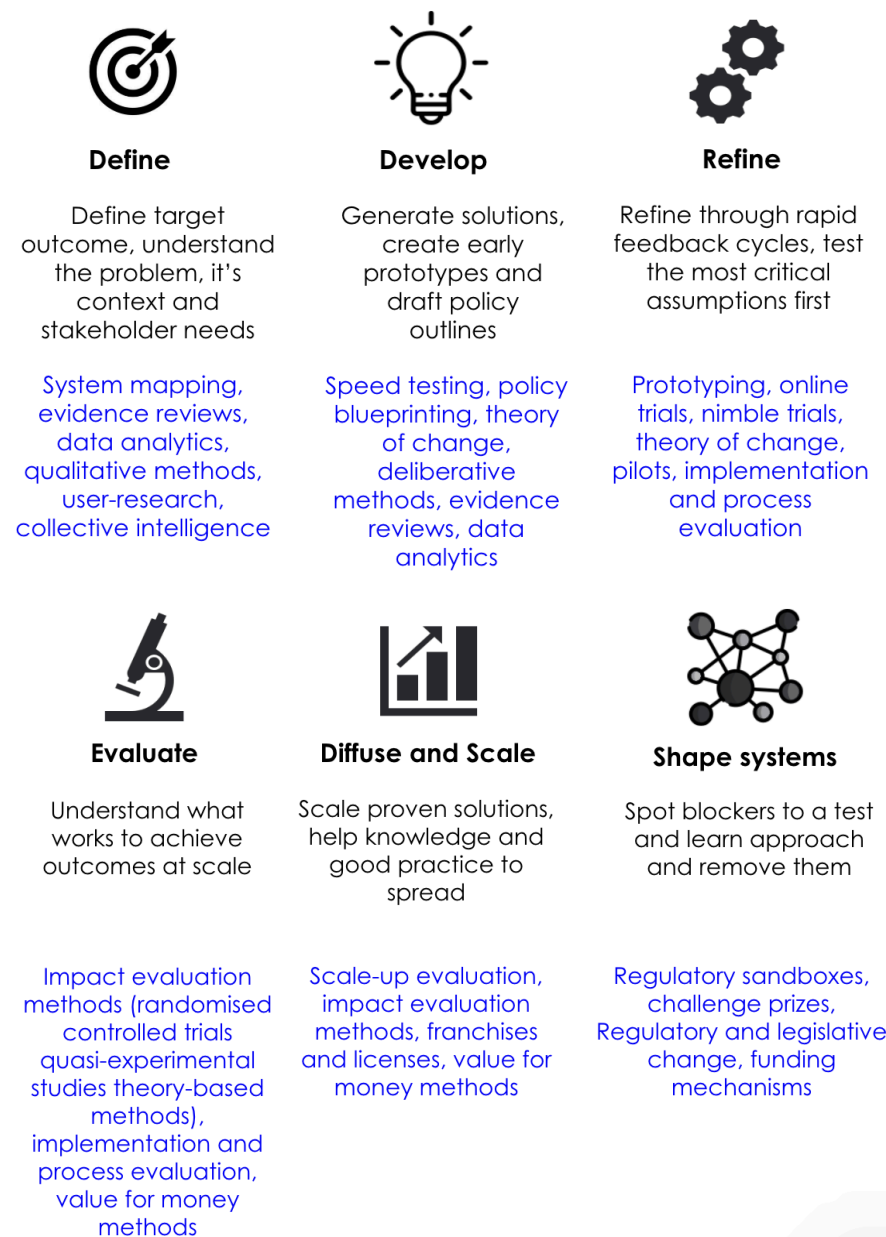 Define
Define target
outcome, understand
the problem, it's
context and
stakeholder needs
System mapping,
evidence reviews,
data analytics,
qualitative methods,
user-research,
collective intelligence
Develop
Generate solutions,
create early
prototypes and
draft policy
outlines
Speed testing, policy
blueprinting, theory
of change,
deliberative
methods, evidence
reviews, data
analytics
Refine
Refine through rapid
feedback cycles, test
the most critical
assumptions first
Prototyping, online
trials, nimble trials,
theory of change,
pilots, implementation
and process
evaluation
Evaluate
Understand what
works to achieve
outcomes at scale
Impact evaluation
methods (randomised
controlled trials
quasi-experimental
studies theory-based
methods),
implementation and
process evaluation,
value for money
methods
Diffuse and Scale
Scale proven solutions,
help knowledge and
good practice to
spread
Scale-up evaluation,
impact evaluation
methods, franchises
and licenses, value for
money methods
Shape systems
Spot blockers to a test
and learn approach
and remove them
Regulatory sandboxes,
challenge prizes,
Regulatory and legislative
change, funding
mechanisms